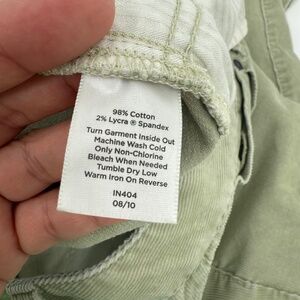 98% Cotton
2% Lycra ® Spandex
Turn Garment Inside Out
Machine Wash Cold
Only Non-Chlorine
Bleach When Needed
Tumble Dry Low
Warm Iron On Reverse
IN404
08/10